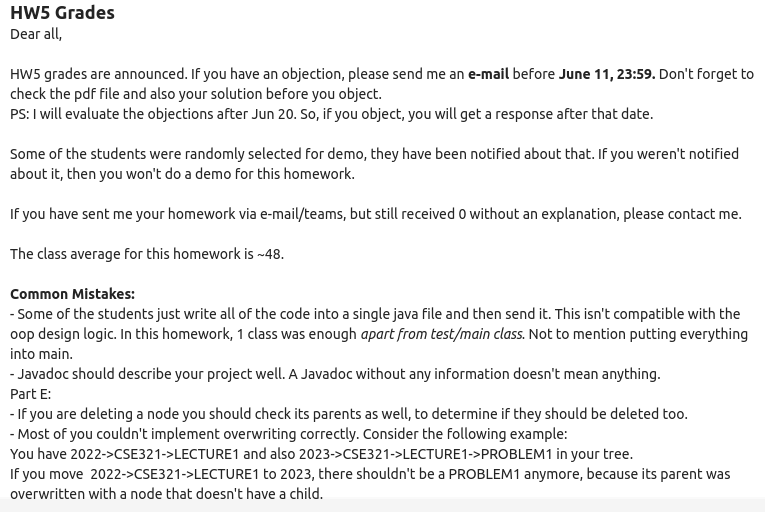 HW5 Grades
Dear all,
HW5 grades are announced. If you have an objection, please send me an e-mail before June 11, 23:59. Don't forget to
check the pdf file and also your solution before you object.
PS: I will evaluate the objections after Jun 20. So, if you object, you will get a response after that date.
Some of the students were randomly selected for demo, they have been notified about that. If you weren't notified
about it, then you won't do a demo for this homework.
If you have sent me your homework via e-mail/teams, but still received 0 without an explanation, please contact me.
The class average for this homework is ~48.
Common Mistakes:
- Some of the students just write all of the code into a single java file and then send it. This isn't compatible with the
oop design logic. In this homework, 1 class was enough apart from test/main class. Not to mention putting everything
into main.
- Javadoc should describe your project well. A Javadoc without any information doesn't mean anything.
Part E:
- If you are deleting a node you should check its parents as well, to determine if they should be deleted too.
- Most of you couldn't implement overwriting correctly. Consider the following example:
You have 2022->CSE321->LECTURE1 and also 2023->CSE321->LECTURE1->PROBLEM1 in your tree.
If you move  2022->CSE321->LECTURE1 to 2023, there shouldn't be a PROBLEM1 anymore, because its parent was
overwritten with a node that doesn't have a child.